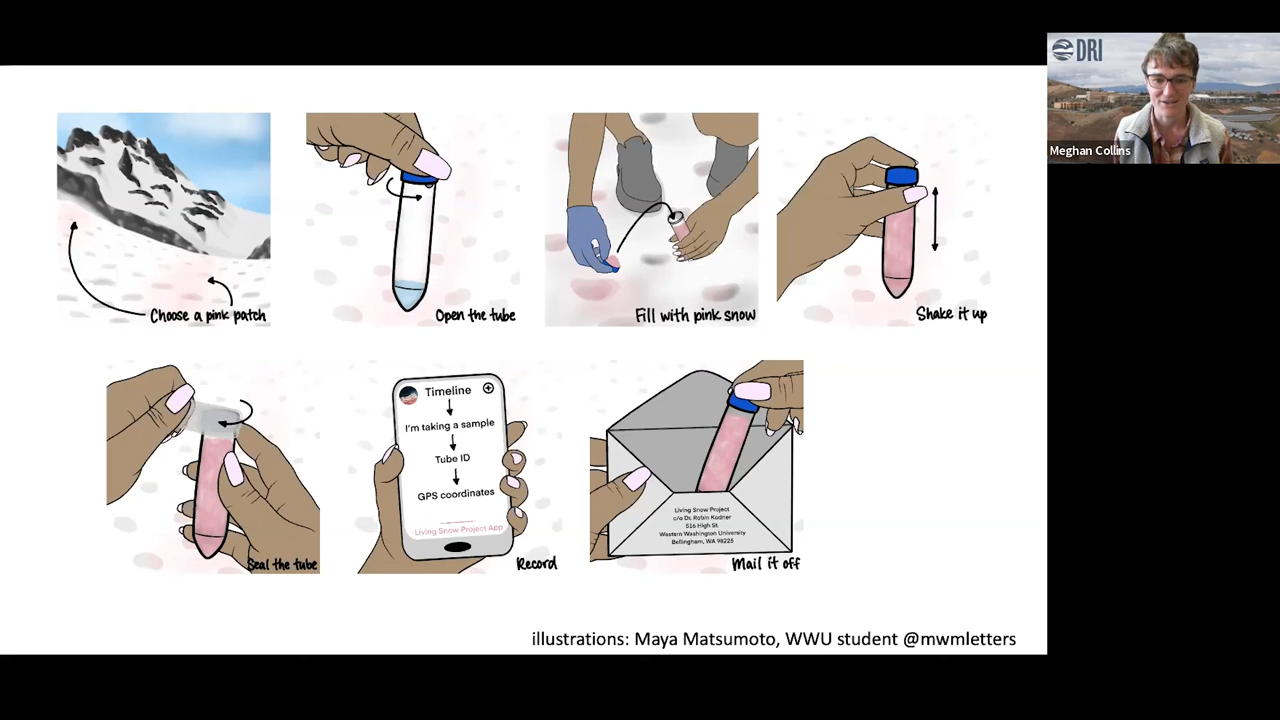 DRI
Meghan Collins
Choose a pink patch
Open the tube
Fill with pink snow
Shake it up
Seal the tube
Timeline
I'm taking a sample
Tube ID
GPS coordinates
Living Snow Project App
Record
Living Snow Project
c/o Dr. Robin Kodner
516 High St.
Western Washington University
Bellingham, WA 98225
Mail it off
illustrations: Maya Matsumoto, WWU student @mwmletters